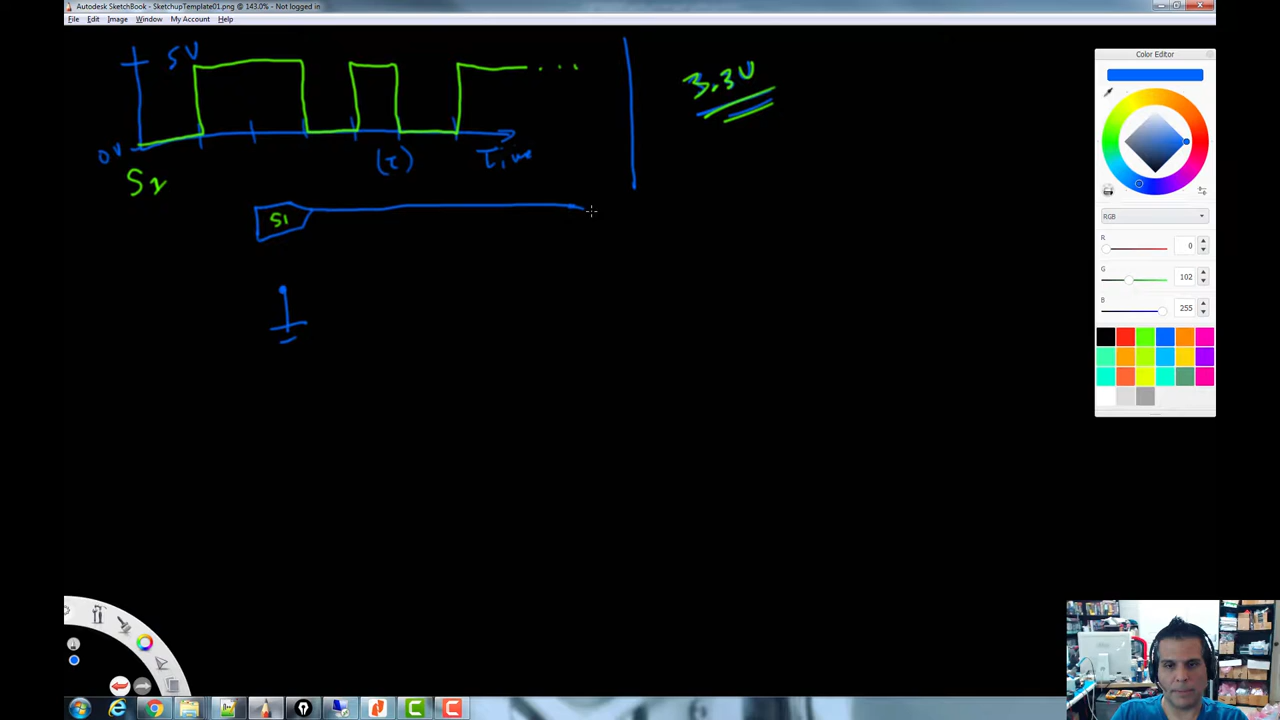 Autodesk SketchBook - SketchupTemplate01.png @ 143.0% - Not logged in
File Edit Image Window My Account Help
Color Editor
5V
3.3V
0V
(τ) Time
S1
RGB
R 0
G 102
B 255